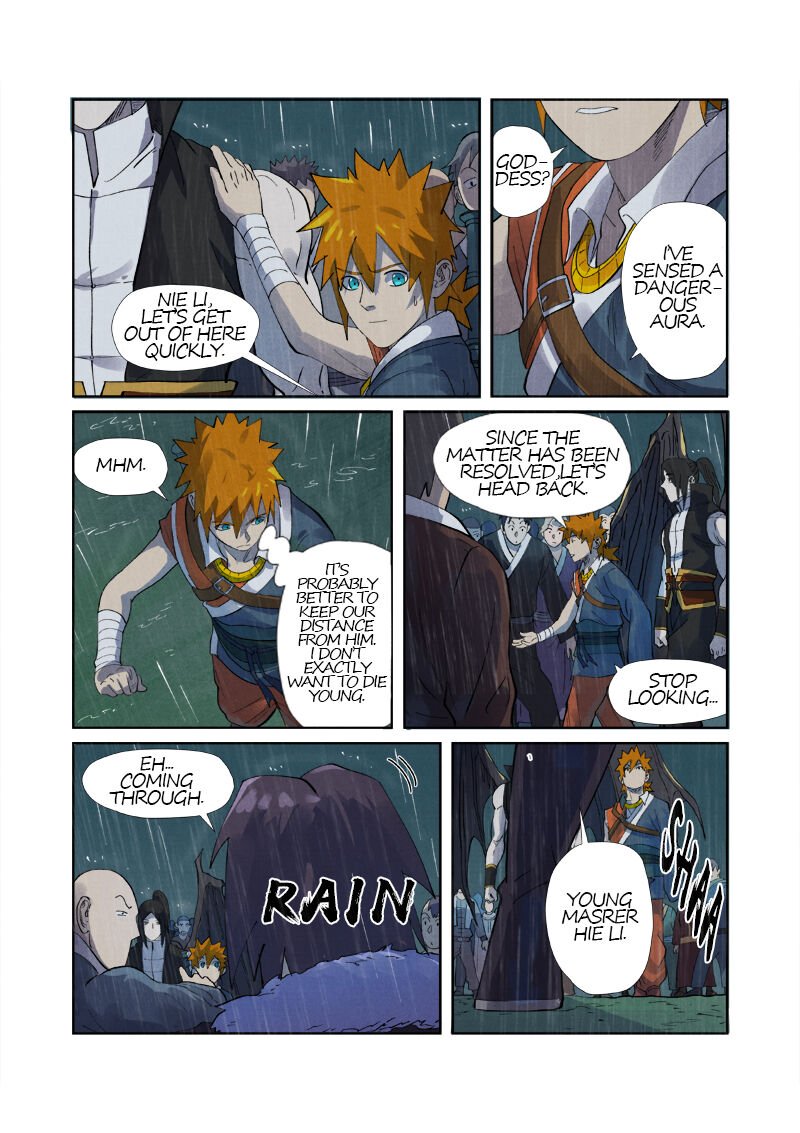 NIE LI,
LET'S GET
OUT OF HERE
QUICKLY.
GOD-
DESS?
I'VE
SENSED A
DANGER-
OUS
AURA.
MHM.
IT'S
PROBABLY
BETTER TO
KEEP OUR
DISTANCE
FROM HIM.
I DON'T
EXACTLY
WANT TO DIE
YOUNG.
SINCE THE
MATTER HAS BEEN
RESOLVED,LET'S
HEAD BACK.
STOP
LOOKING...
EH...
COMING
THROUGH.
RAIN
YOUNG
MASRER
HIE LI.
SHAA